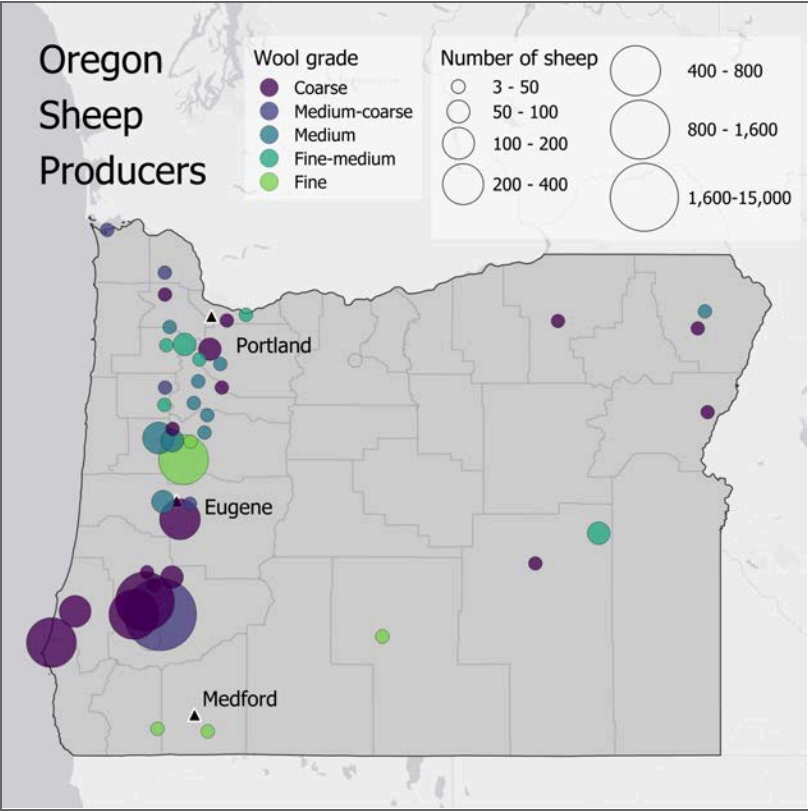 Oregon
Sheep
Producers
Wool grade
Coarse
Medium-coarse
Medium
Fine-medium
Fine
Number of sheep
3 - 50
50 - 100
100 - 200
200 - 400
400 - 800
800 - 1,600
1,600-15,000
Portland
Eugene
Medford